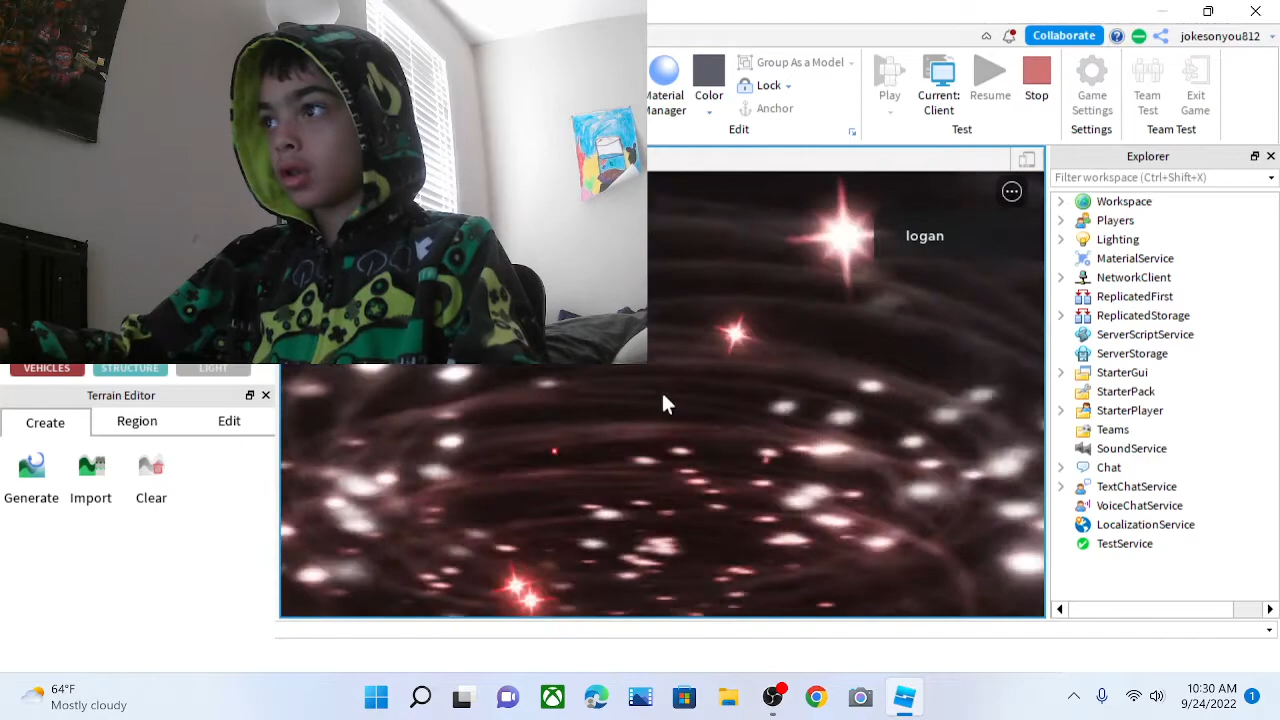 Collaborate
jokesonyou812
Material
Manager
Color
Group As a Model
Lock
Anchor
Edit
Play
Current:
Client
Resume
Stop
Test
Game
Settings
Settings
Team
Test
Exit
Game
Team Test
logan
Explorer
Filter workspace (Ctrl+Shift+X)
Workspace
Players
Lighting
MaterialService
NetworkClient
ReplicatedFirst
ReplicatedStorage
ServerScriptService
ServerStorage
StarterGui
StarterPack
StarterPlayer
Teams
SoundService
Chat
TextChatService
VoiceChatService
LocalizationService
TestService
VEHICLES
STRUCTURE
LIGHT
Terrain Editor
Create
Region
Edit
Generate
Import
Clear
64°F
Mostly cloudy
10:30 AM
9/24/2022
1